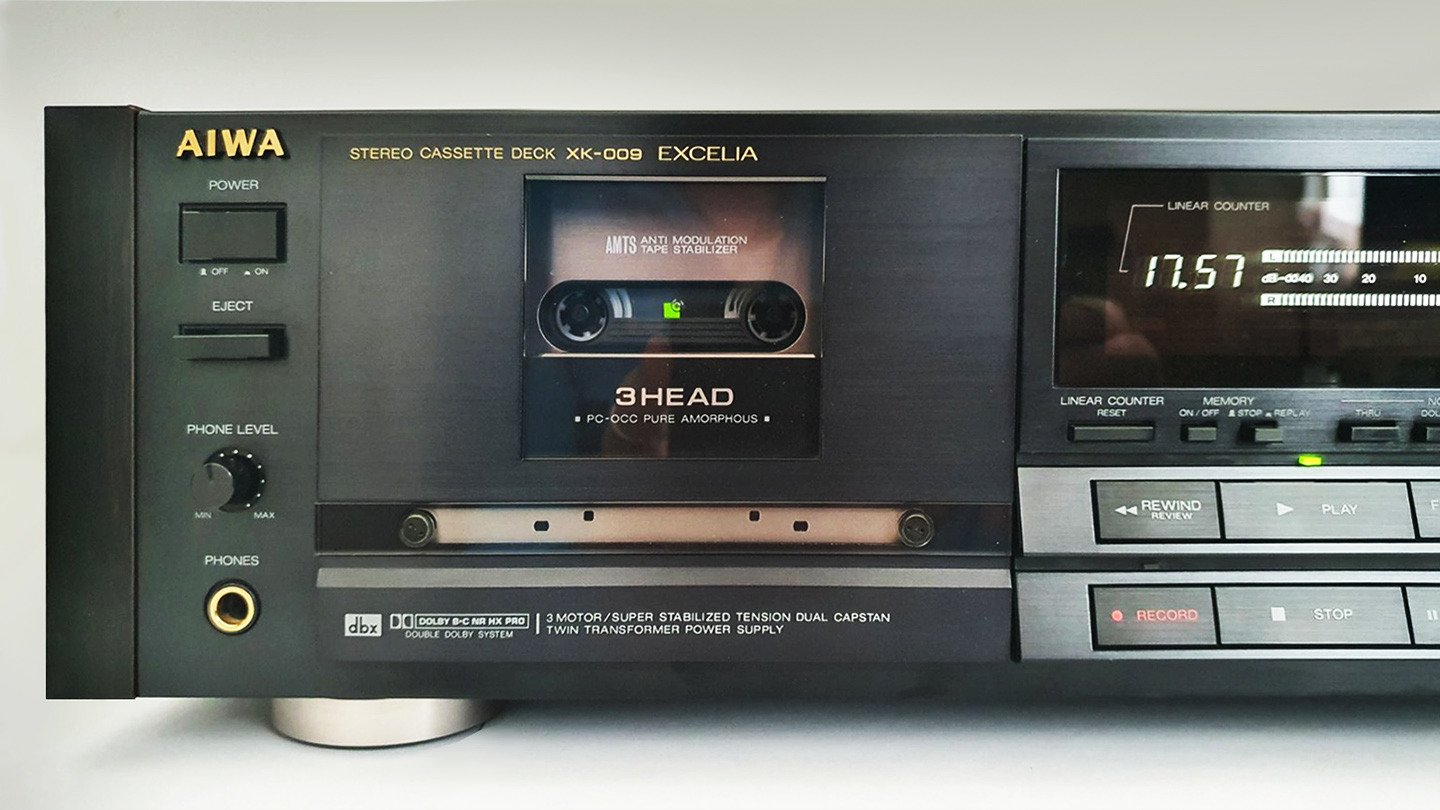 AIWA
POWER
OFF ON
EJECT
PHONE LEVEL
MIN MAX
PHONES
STEREO CASSETTE DECK XK-009 EXCELIA
AMTS ANTI MODULATION
TAPE STABILIZER
3HEAD
PC-OCC PURE AMORPHOUS
dbx
DOLBY B-C NR HX PRO
DOUBLE DOLBY SYSTEM
3 MOTOR/SUPER STABILIZED TENSION DUAL CAPSTAN
TWIN TRANSFORMER POWER SUPPLY
LINEAR COUNTER
17.57
L
dB 40 30 20 10
R
LINEAR COUNTER
RESET
MEMORY
ON/OFF STOP REPLAY
THRU
REWIND
REVIEW
PLAY
RECORD
STOP